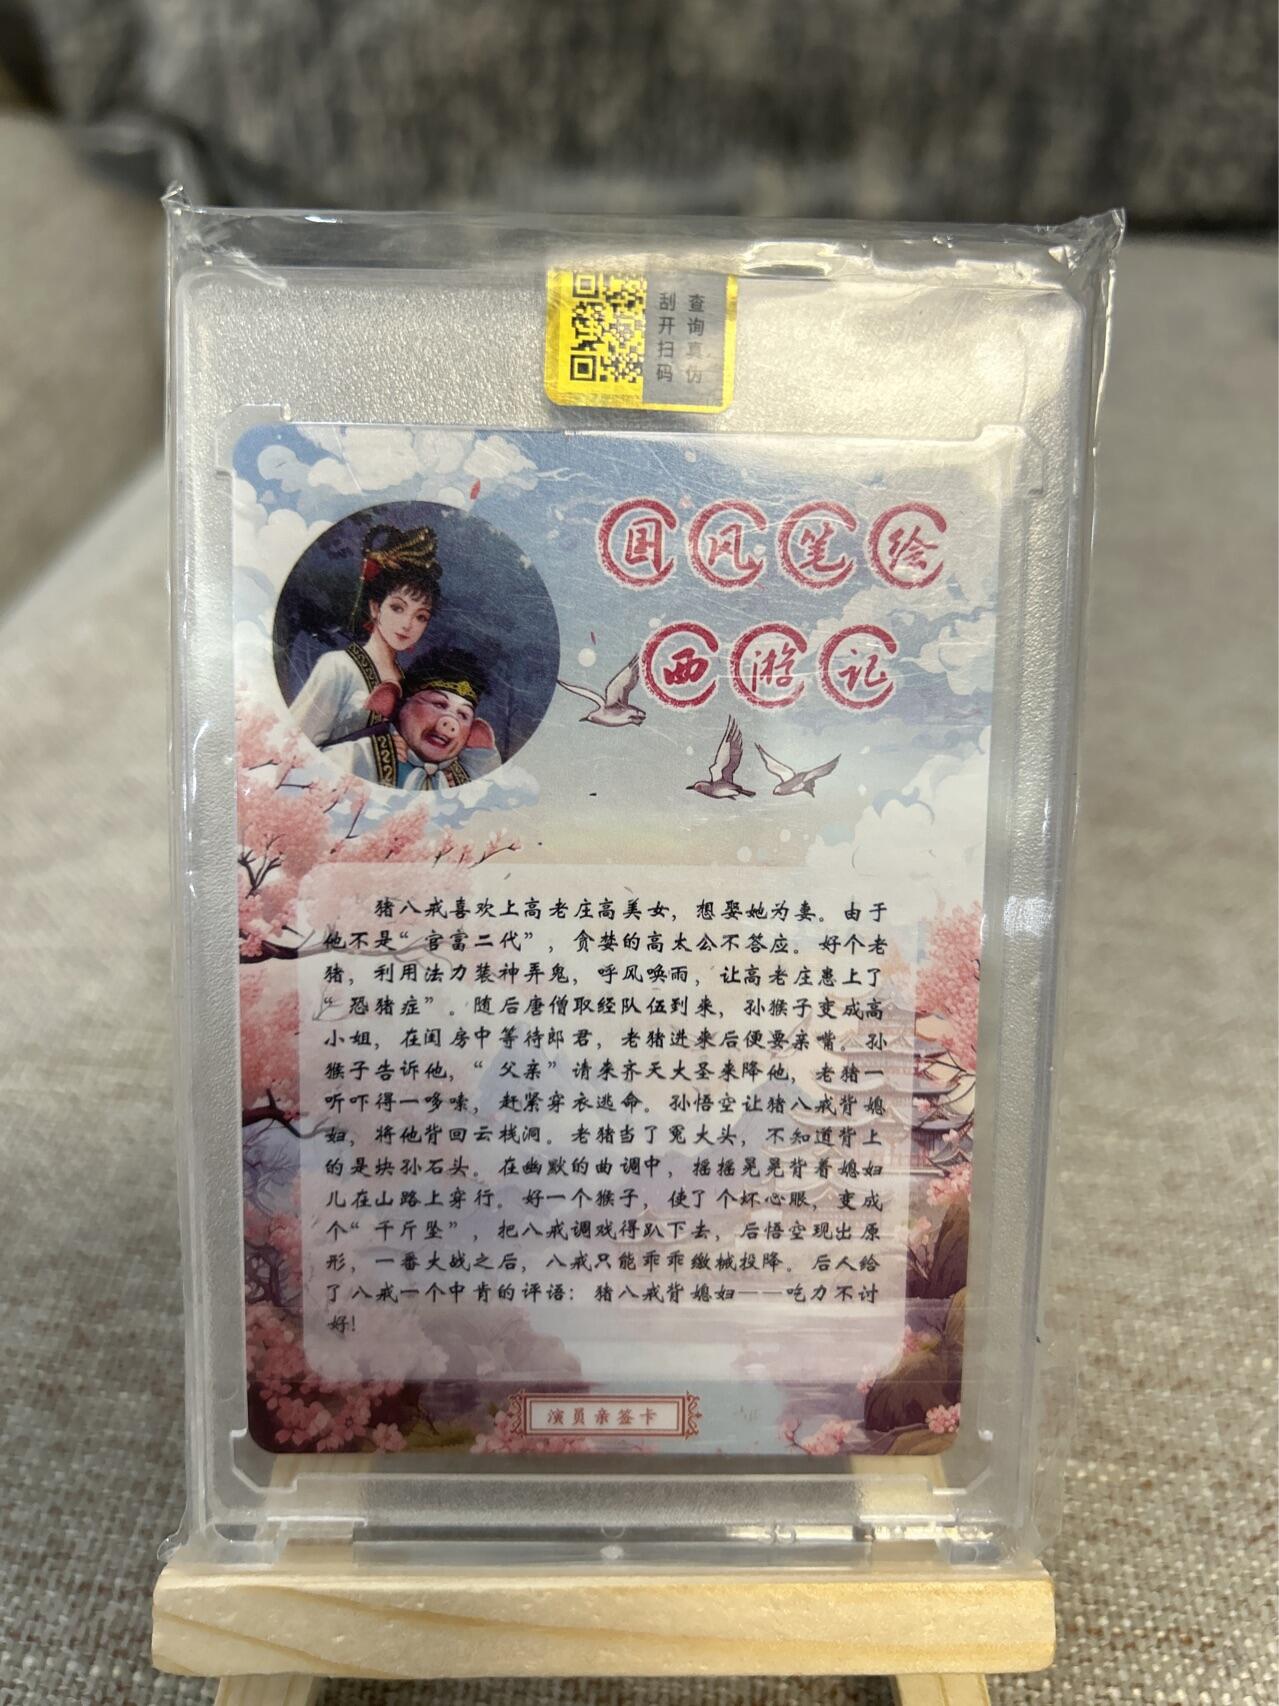 查询真伪
刮开扫码
国风笔绘
西游记
猪八戒喜欢上高老庄高美女，想娶她为妻。由于
他不是“官富二代”，贪婪的高太公不答应。好个老
猪，利用法力装神弄鬼，呼风唤雨，让高老庄患上了
“恐猪症”。随后唐僧取经队伍到来，孙猴子变成高
小姐，在闺房中等待郎君，老猪进来后便要亲嘴。孙
猴子告诉他，“父亲”请来齐天大圣来降他，老猪一
听吓得一哆嗦，赶紧穿衣逃命。孙悟空让猪八戒背媳
妇，将他背回云栈洞。老猪当了冤大头，不知道背上
的是块孙石头。在幽默的曲调中，摇摇晃晃背着媳妇
儿在山路上穿行。好一个猴子，使了个坏心眼，变成
个“千斤坠”，把八戒调戏得趴下去，后悟空现出原
形，一番大战之后，八戒只能乖乖缴械投降。后人给
了八戒一个中肯的评语：猪八戒背媳妇——吃力不讨
好！
演员亲签卡